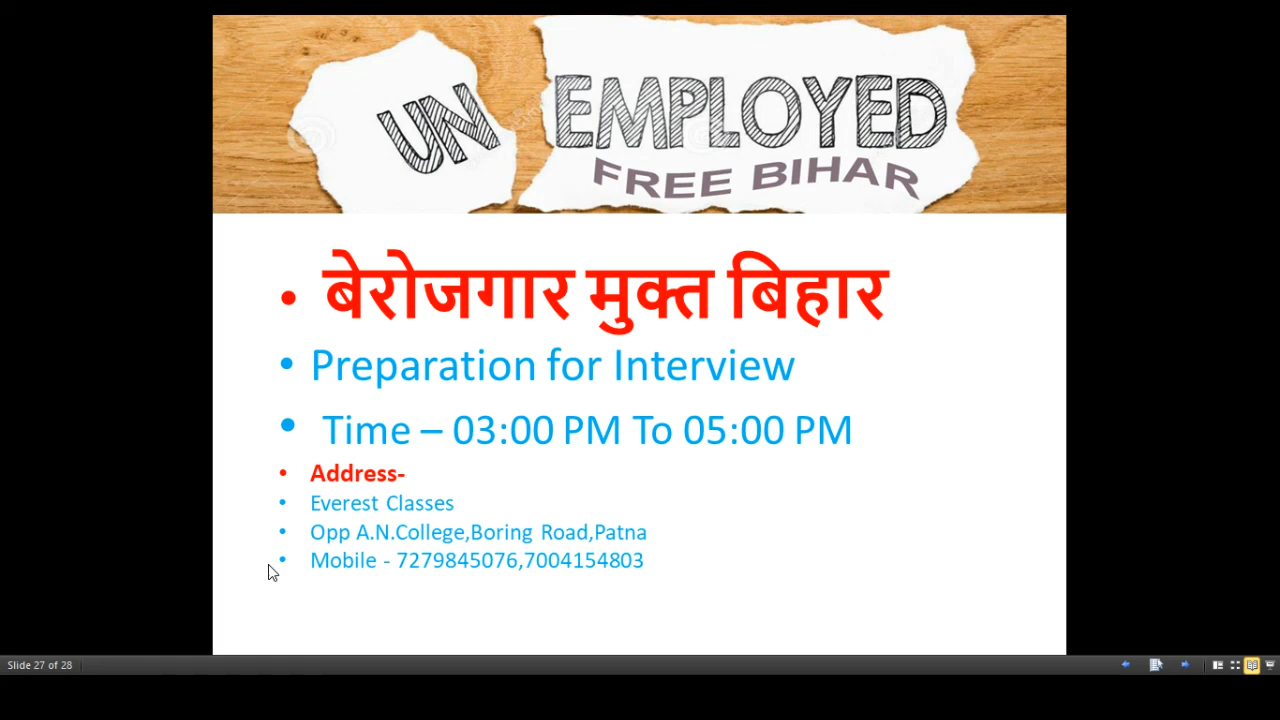 UN EMPLOYED
FREE BIHAR
• बेरोजगार मुक्त बिहार
• Preparation for Interview
• Time – 03:00 PM To 05:00 PM
• Address-
• Everest Classes
• Opp A.N.College,Boring Road,Patna
• Mobile - 7279845076,7004154803
Slide 27 of 28